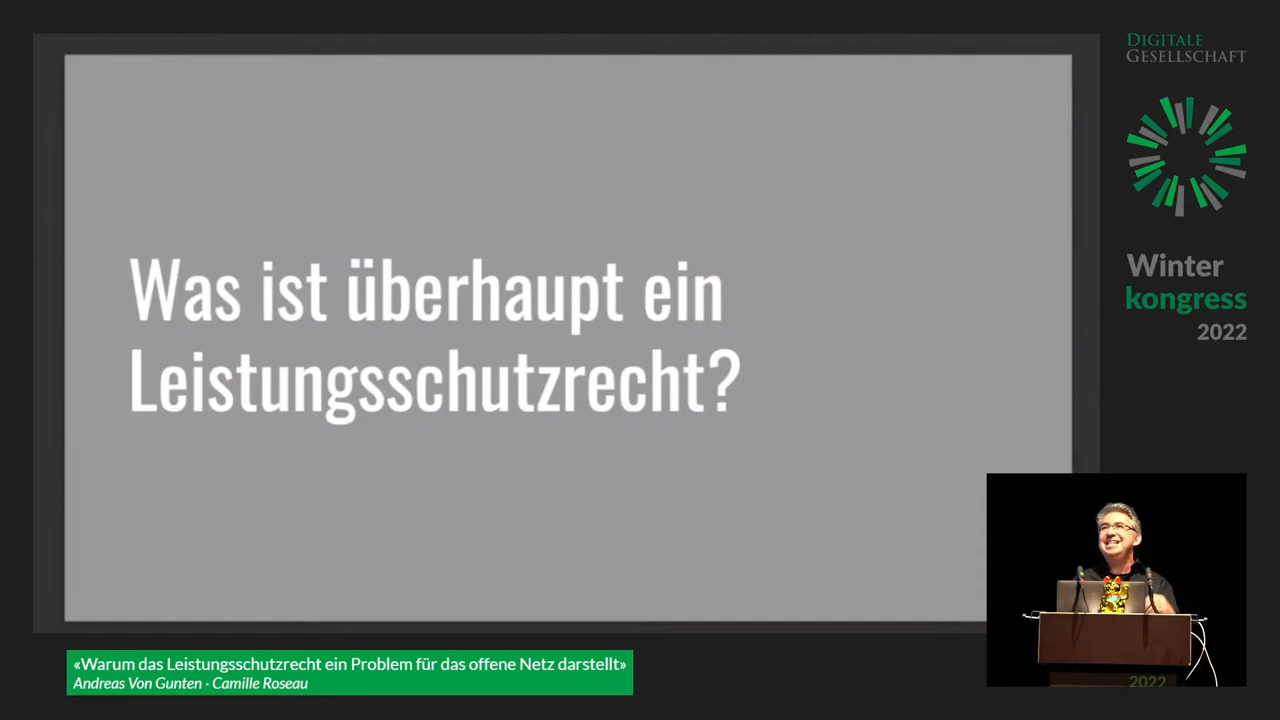 DIGITALE
GESELLSCHAFT
Was ist überhaupt ein
Leistungsschutzrecht?
Winter
kongress
2022
«Warum das Leistungsschutzrecht ein Problem für das offene Netz darstellt»
Andreas Von Gunten · Camille Roseau
2022